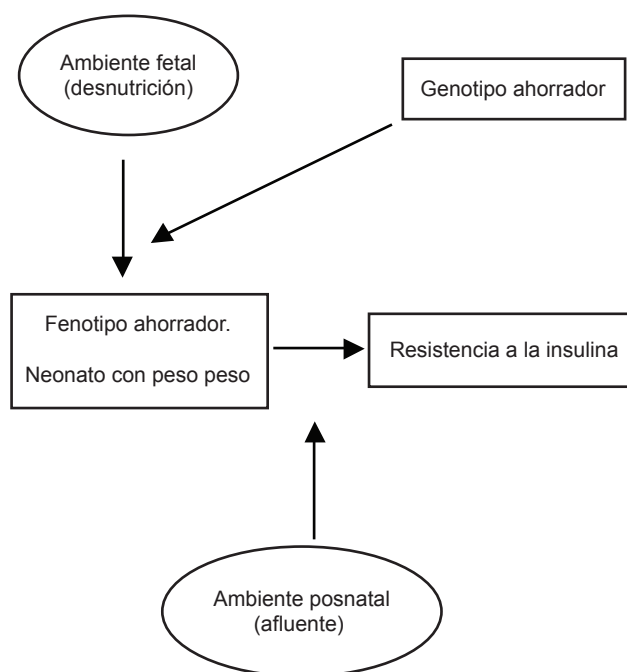 Ambiente fetal
(desnutrición)
Genotipo ahorrador
Fenotipo ahorrador.
Neonato con peso peso
Resistencia a la insulina
Ambiente posnatal
(afluente)